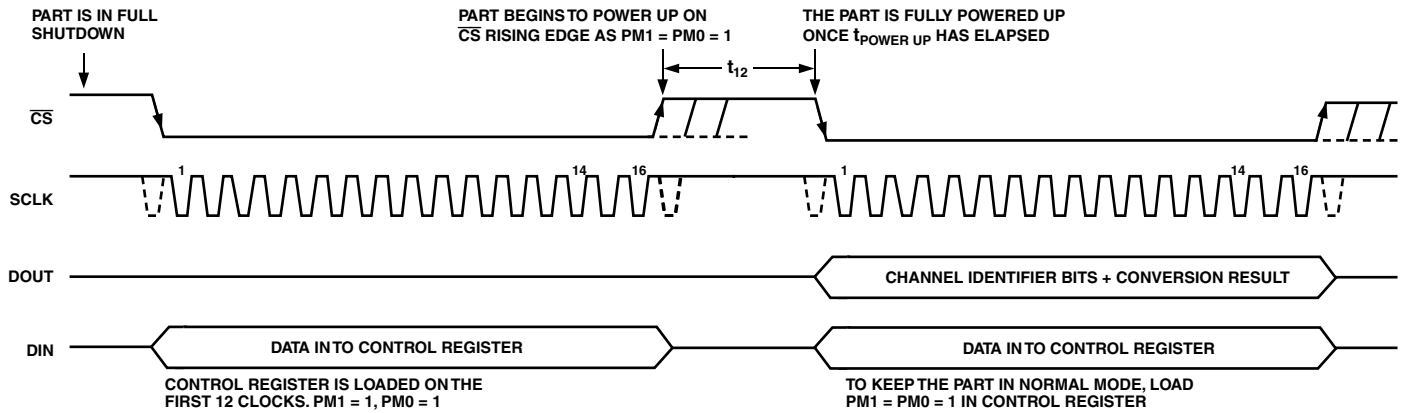 PART IS IN FULL
SHUTDOWN
PART BEGINS TO POWER UP ON
CS RISING EDGE AS PM1 = PM0 = 1
THE PART IS FULLY POWERED UP
ONCE tPOWER UP HAS ELAPSED
t12
CS
SCLK
1
14
16
1
14
16
DOUT
CHANNEL IDENTIFIER BITS + CONVERSION RESULT
DIN
DATA INTO CONTROL REGISTER
DATA INTO CONTROL REGISTER
CONTROL REGISTER IS LOADED ON THE
FIRST 12 CLOCKS. PM1 = 1, PM0 = 1
TO KEEP THE PART IN NORMAL MODE, LOAD
PM1 = PM0 = 1 IN CONTROL REGISTER